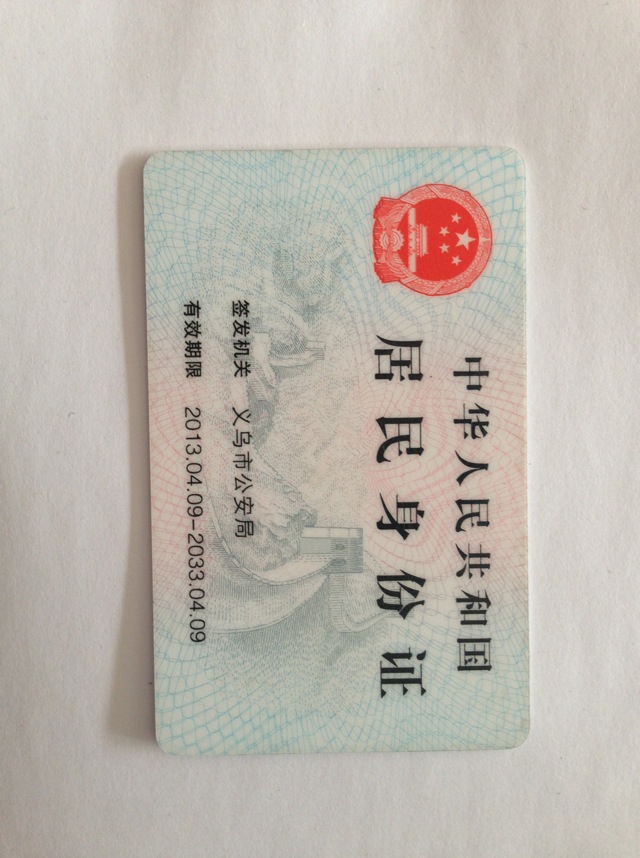 中华人民共和国
居民身份证
签发机关 义乌市公安局
有效期限 2013.04.09-2033.04.09